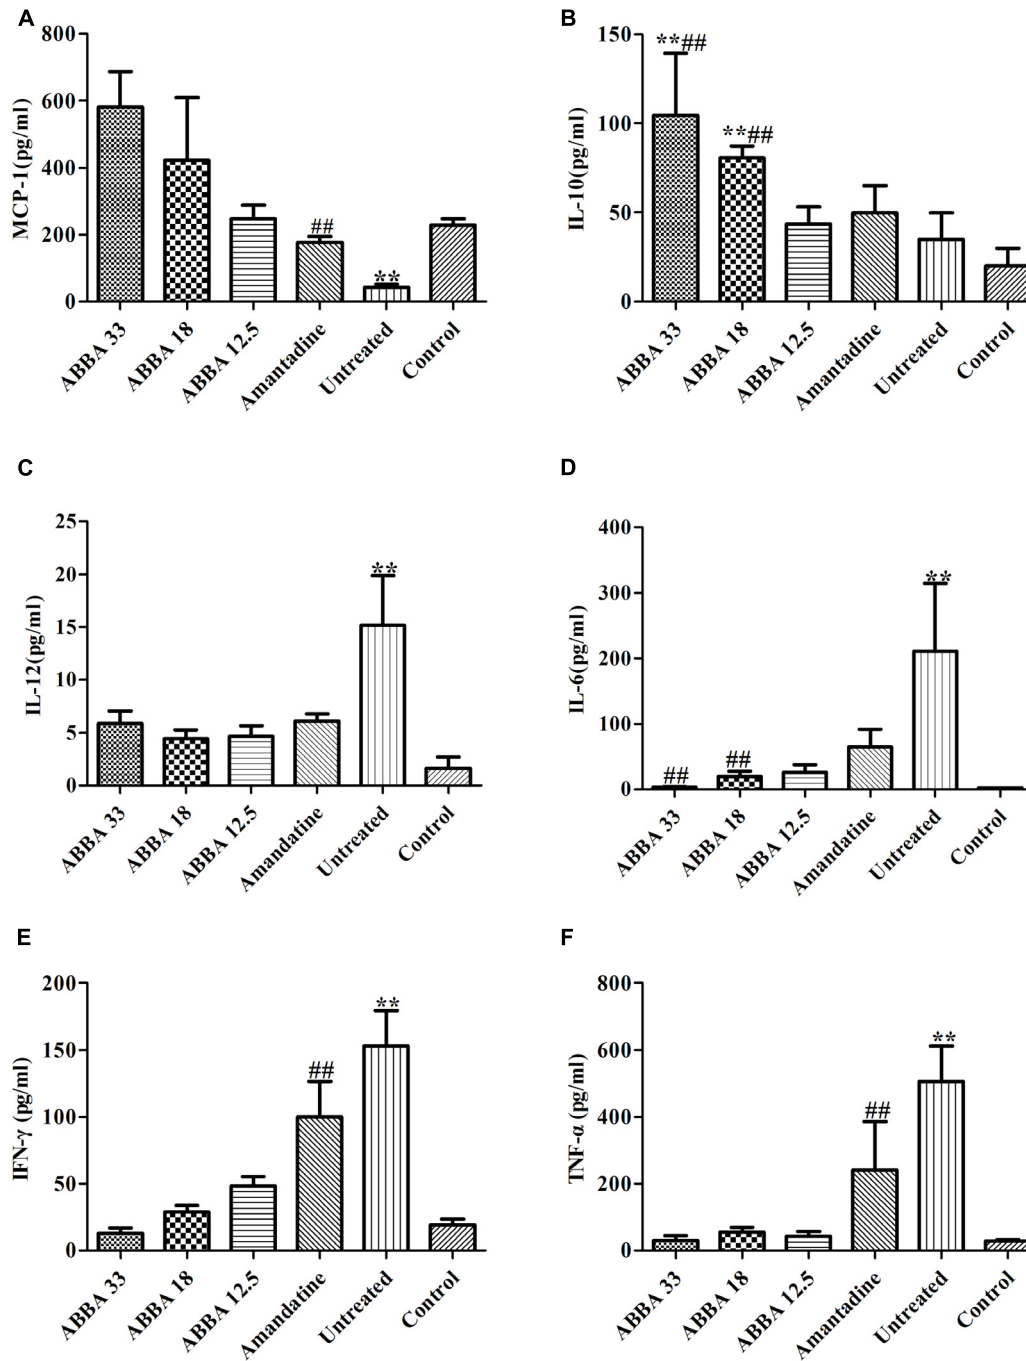 A
MCP-1(pg/ml)
800
600
400
200
0
##
**
ABBA 33
ABBA 18
ABBA 12.5
Amantadine
Untreated
Control
B
IL-10(pg/ml)
150
100
50
0
**##
**##
ABBA 33
ABBA 18
ABBA 12.5
Amantadine
Untreated
Control
C
IL-12(pg/ml)
25
20
15
10
5
0
**
ABBA 33
ABBA 18
ABBA 12.5
Amandatine
Untreated
Control
D
IL-6(pg/ml)
400
300
200
100
0
##
##
**
ABBA 33
ABBA 18
ABBA 12.5
Amandatine
Untreated
Control
E
IFN-γ (pg/ml)
200
150
100
50
0
##
**
ABBA 33
ABBA 18
ABBA 12.5
Amandatine
Untreated
Control
F
TNF-α (pg/ml)
800
600
400
200
0
##
**
ABBA 33
ABBA 18
ABBA 12.5
Amantadine
Untreated
Control